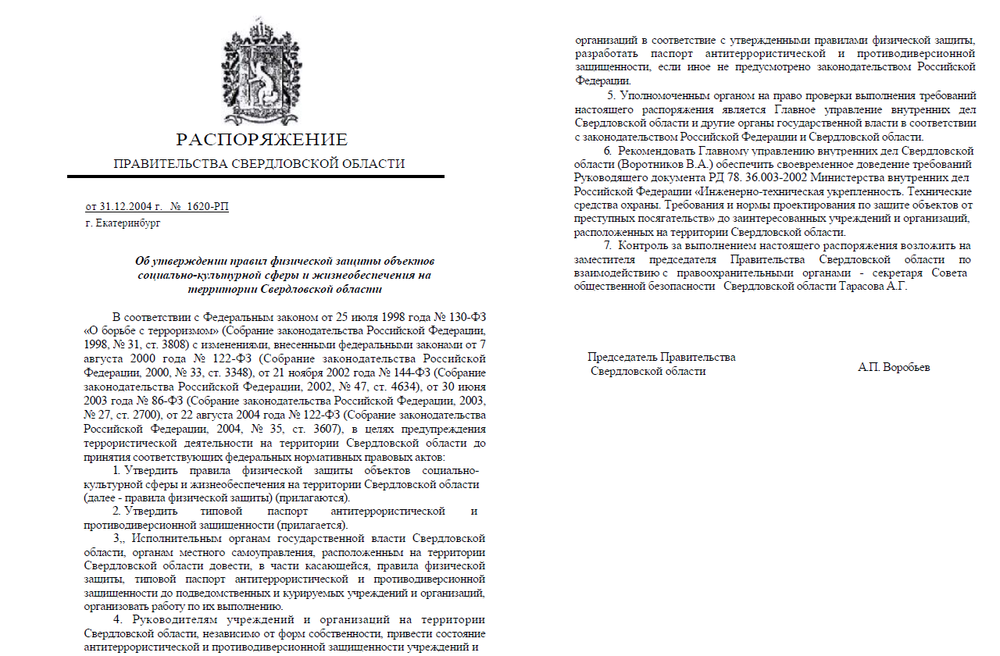 РАСПОРЯЖЕНИЕ
ПРАВИТЕЛЬСТВА СВЕРДЛОВСКОЙ ОБЛАСТИ
от 31.12.2004 г. № 1620-РП
г. Екатеринбург
Об утверждении правил физической защиты объектов
социально-культурной сферы и жизнеобеспечения на
территории Свердловской области
В соответствии с Федеральным законом от 25 июля 1998 года № 130-ФЗ
«О борьбе с терроризмом» (Собрание законодательства Российской Федерации,
1998, № 31, ст. 3808) с изменениями, внесенными федеральными законами от 7
августа 2000 года № 122-ФЗ (Собрание законодательства Российской
Федерации, 2000, № 33, ст. 3348), от 21 ноября 2002 года № 144-ФЗ (Собрание
законодательства Российской Федерации, 2002, № 47, ст. 4634), от 30 июня
2003 года № 86-ФЗ (Собрание законодательства Российской Федерации, 2003,
№ 27, ст. 2700), от 22 августа 2004 года № 122-ФЗ (Собрание законодательства
Российской Федерации, 2004, № 35, ст. 3607), в целях предупреждения
террористической деятельности на территории Свердловской области до
принятия соответствующих федеральных нормативных правовых актов:
1. Утвердить правила физической защиты объектов социально-
культурной сферы и жизнеобеспечения на территории Свердловской области
(далее - правила физической защиты) (прилагаются).
2. Утвердить типовой паспорт антитеррористической и
противодиверсионной защищенности (прилагается).
3,, Исполнительным органам государственной власти Свердловской
области, органам местного самоуправления, расположенным на территории
Свердловской области довести, в части касающейся, правила физической
защиты, типовой паспорт антитеррористической и противодиверсионной
защищенности до подведомственных и курируемых учреждений и организаций,
организовать работу по их выполнению.
4. Руководителям учреждений и организаций на территории
Свердловской области, независимо от форм собственности, привести состояние
антитеррористической и противодиверсионной защищенности учреждений и
организаций в соответствие с утвержденными правилами физической защиты,
разработать паспорт антитеррористической и противодиверсионной
защищенности, если иное не предусмотрено законодательством Российской
Федерации.
5. Уполномоченным органом на право проверки выполнения требований
настоящего распоряжения является Главное управление внутренних дел
Свердловской области и другие органы государственной власти в соответствии
с законодательством Российской Федерации и Свердловской области.
6. Рекомендовать Главному управлению внутренних дел Свердловской
области (Воротников В.А.) обеспечить своевременное доведение требований
Руководящего документа РД 78. 36.003-2002 Министерства внутренних дел
Российской Федерации «Инженерно-техническая укрепленность. Технические
средства охраны. Требования и нормы проектирования по защите объектов от
преступных посягательств» до заинтересованных учреждений и организаций,
расположенных на территории Свердловской области.
7. Контроль за выполнением настоящего распоряжения возложить на
заместителя председателя Правительства Свердловской области по
взаимодействию с правоохранительными органами - секретаря Совета
общественной безопасности Свердловской области Тарасова А.Г.
Председатель Правительства
Свердловской области
А.П. Воробьев